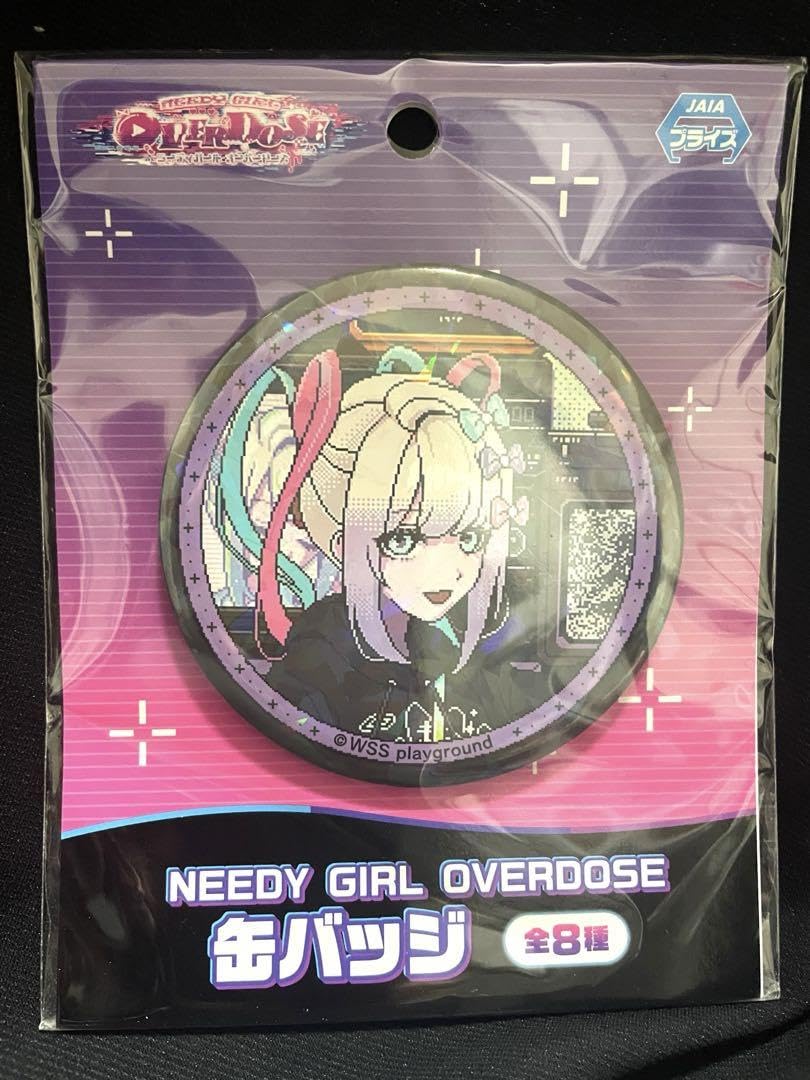 NEEDY GIRL
OVERDOSE
JAIA
プライズ
©WSS playground
NEEDY GIRL OVERDOSE
缶バッジ
全8種